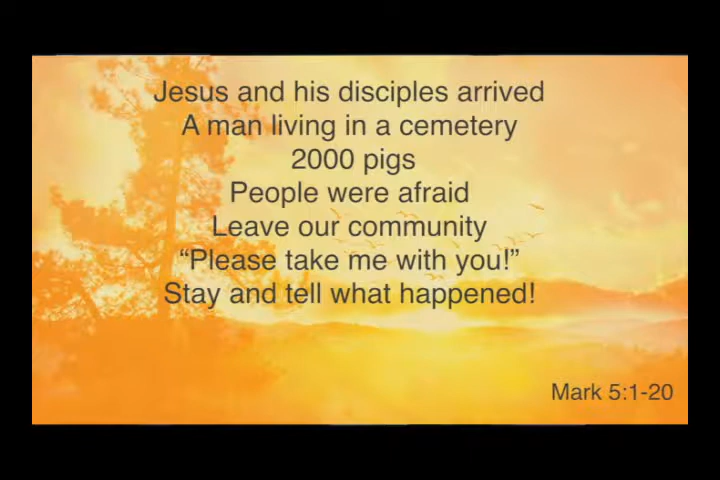 Jesus and his disciples arrived
A man living in a cemetery
2000 pigs
People were afraid
Leave our community
“Please take me with you!”
Stay and tell what happened!
Mark 5:1-20